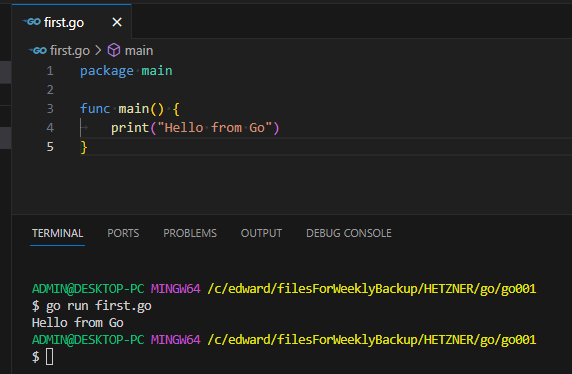 GO first.go ×
GO first.go > main
1 package main
2
3 func main() {
4 print("Hello from Go")
5 }
TERMINAL PORTS PROBLEMS OUTPUT DEBUG CONSOLE
ADMIN@DESKTOP-PC MINGW64 /c/edward/filesForWeeklyBackup/HETZNER/go/go001
$ go run first.go
Hello from Go
ADMIN@DESKTOP-PC MINGW64 /c/edward/filesForWeeklyBackup/HETZNER/go/go001
$